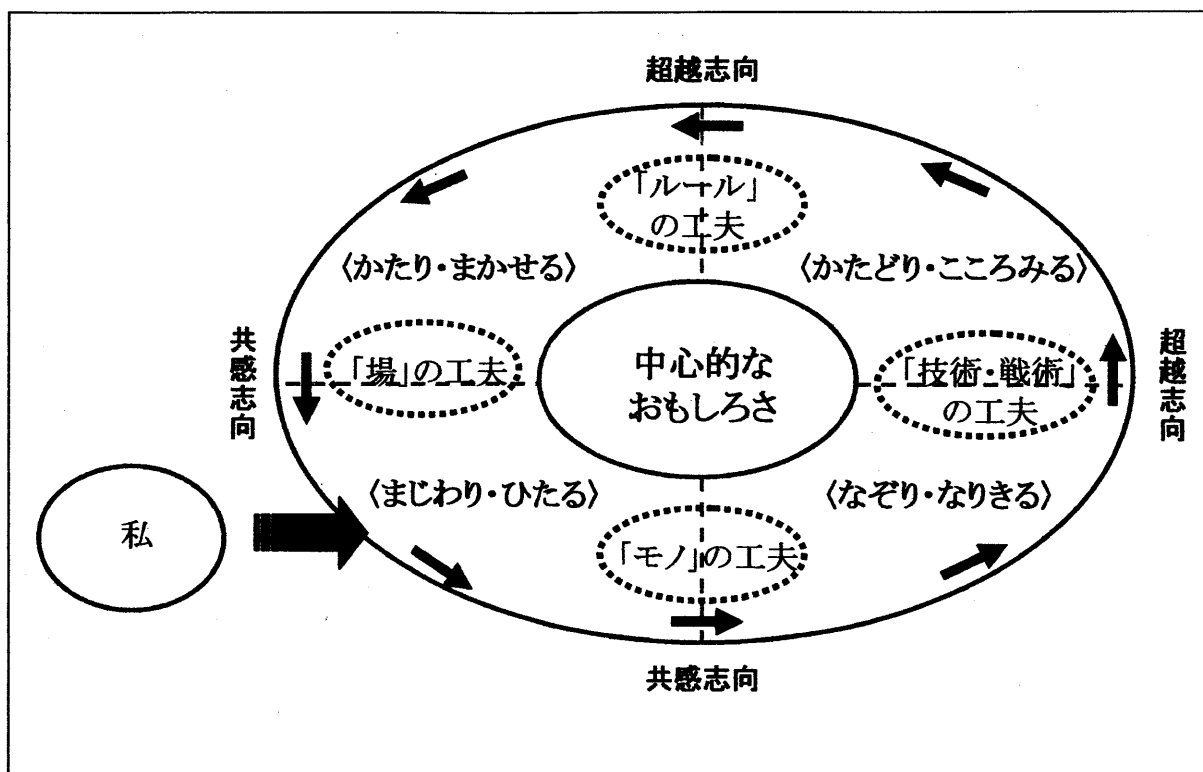 超越志向
「ルール」
の工夫
〈かたり・まかせる〉
〈かたどり・こころみる〉
共感志向
「場」の工夫
中心的な
おもしろさ
「技術・戦術」
の工夫
超越志向
〈まじわり・ひたる〉
〈なぞり・なりきる〉
私
「モノ」の工夫
共感志向